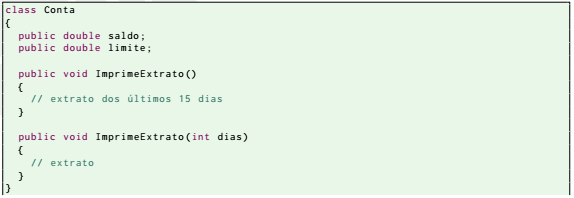 class Conta
{
  public double saldo;
  public double limite;

  public void ImprimeExtrato()
  {
    // extrato dos últimos 15 dias
  }

  public void ImprimeExtrato(int dias)
  {
    // extrato
  }
}